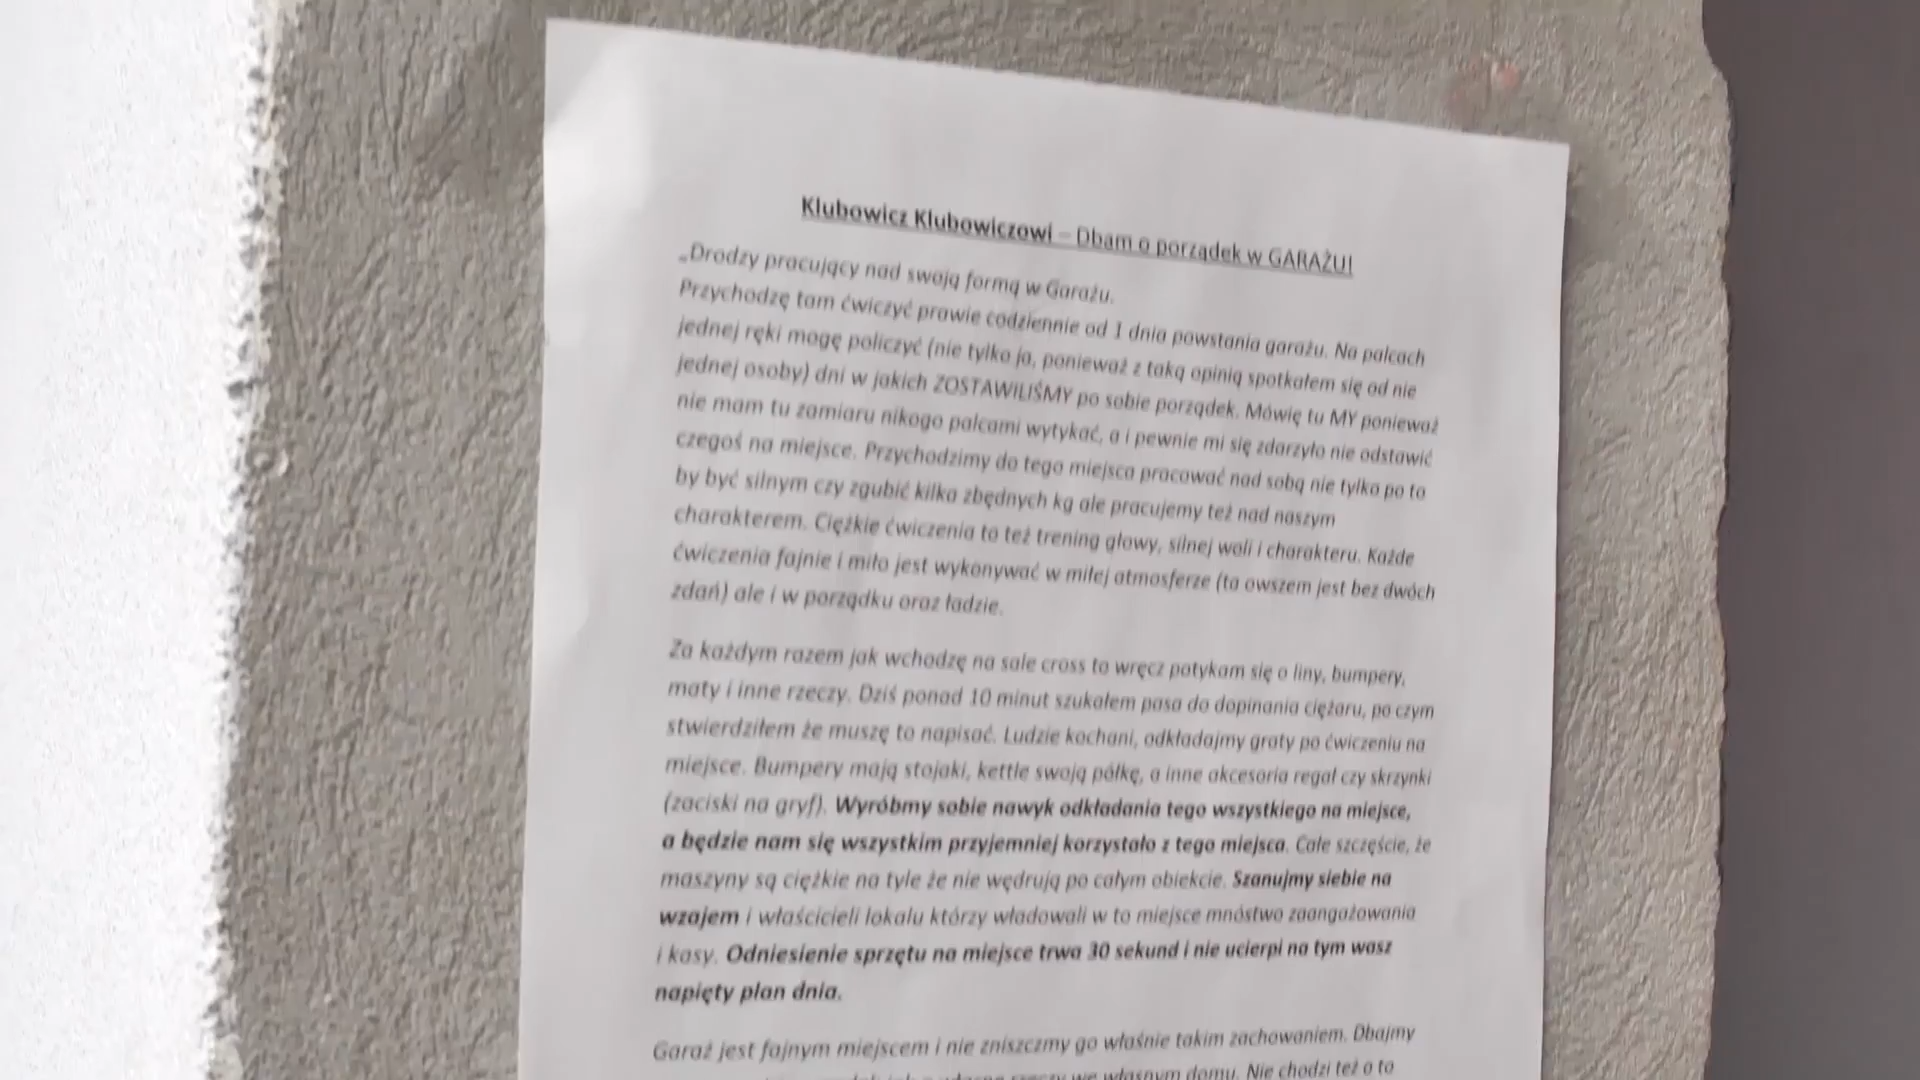 Klubowicz Klubowiczowi – Dbam o porządek w GARAŻU!
„Drodzy pracujący nad swoją formą w Garażu.
Przychodzę tam ćwiczyć prawie codziennie od 1 dnia powstania garażu. Na palcach
jednej ręki mogę policzyć (nie tylko ja, ponieważ z taką opinią spotkałem się od nie
jednej osoby) dni w jakich ZOSTAWILIŚMY po sobie porządek. Mówię tu MY ponieważ
nie mam tu zamiaru nikogo palcami wytykać, a i pewnie mi się zdarzyło nie odstawić
czegoś na miejsce. Przychodzimy do tego miejsca pracować nad sobą nie tylko po to
by być silnym czy zgubić kilka zbędnych kg ale pracujemy też nad naszym
charakterem. Ciężkie ćwiczenia to też trening głowy, silnej woli i charakteru. Każde
ćwiczenia fajnie i miło jest wykonywać w miłej atmosferze (ta owszem jest bez dwóch
zdań) ale i w porządku oraz ładzie.
Za każdym razem jak wchodzę na sale cross to wręcz potykam się o liny, bumpery,
maty i inne rzeczy. Dziś ponad 10 minut szukałem pasa do dopinania ciężaru, po czym
stwierdziłem że muszę to napisać. Ludzie kochani, odkładajmy graty po ćwiczeniu na
miejsce. Bumpery mają stojaki, kettle swoją półkę, a inne akcesoria regał czy skrzynki
(zaciski na gryf). Wyróbmy sobie nawyk odkładania tego wszystkiego na miejsce,
a będzie nam się wszystkim przyjemniej korzystało z tego miejsca. Całe szczęście, że
maszyny są ciężkie na tyle że nie wędrują po całym obiekcie. Szanujmy siebie na
wzajem i właścicieli lokalu którzy władowali w to miejsce mnóstwo zaangażowania
i kasy. Odniesienie sprzętu na miejsce trwa 30 sekund i nie ucierpi na tym wasz
napięty plan dnia.
Garaż jest fajnym miejscem i nie zniszczmy go właśnie takim zachowaniem. Dbajmy
rzeczy we własnym domu. Nie chodzi też o to